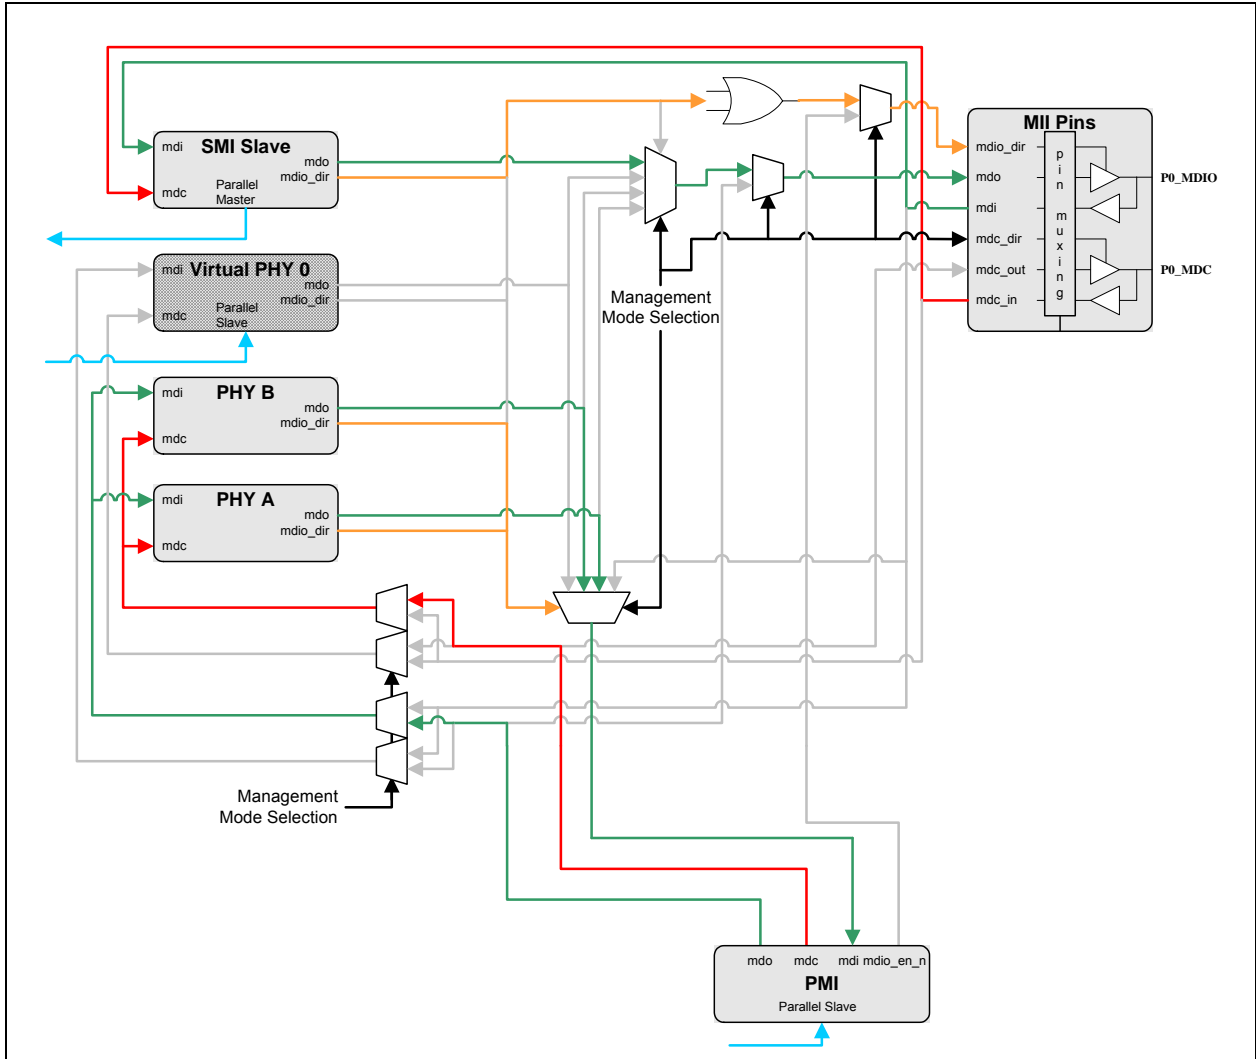 SMI Slave
mdi
mdo
mdio_dir
mdc
Parallel
Master
Virtual PHY 0
mdi
mdo
mdio_dir
mdc
Parallel
Slave
PHY B
mdi
mdo
mdio_dir
mdc
PHY A
mdi
mdo
mdio_dir
mdc
Management
Mode Selection
MII Pins
mdio_dir
mdo
mdi
mdc_dir
mdc_out
mdc_in
pin muxing
P0_MDIO
P0_MDC
Management
Mode Selection
mdo
mdc
mdi
mdio_en_n
PMI
Parallel Slave